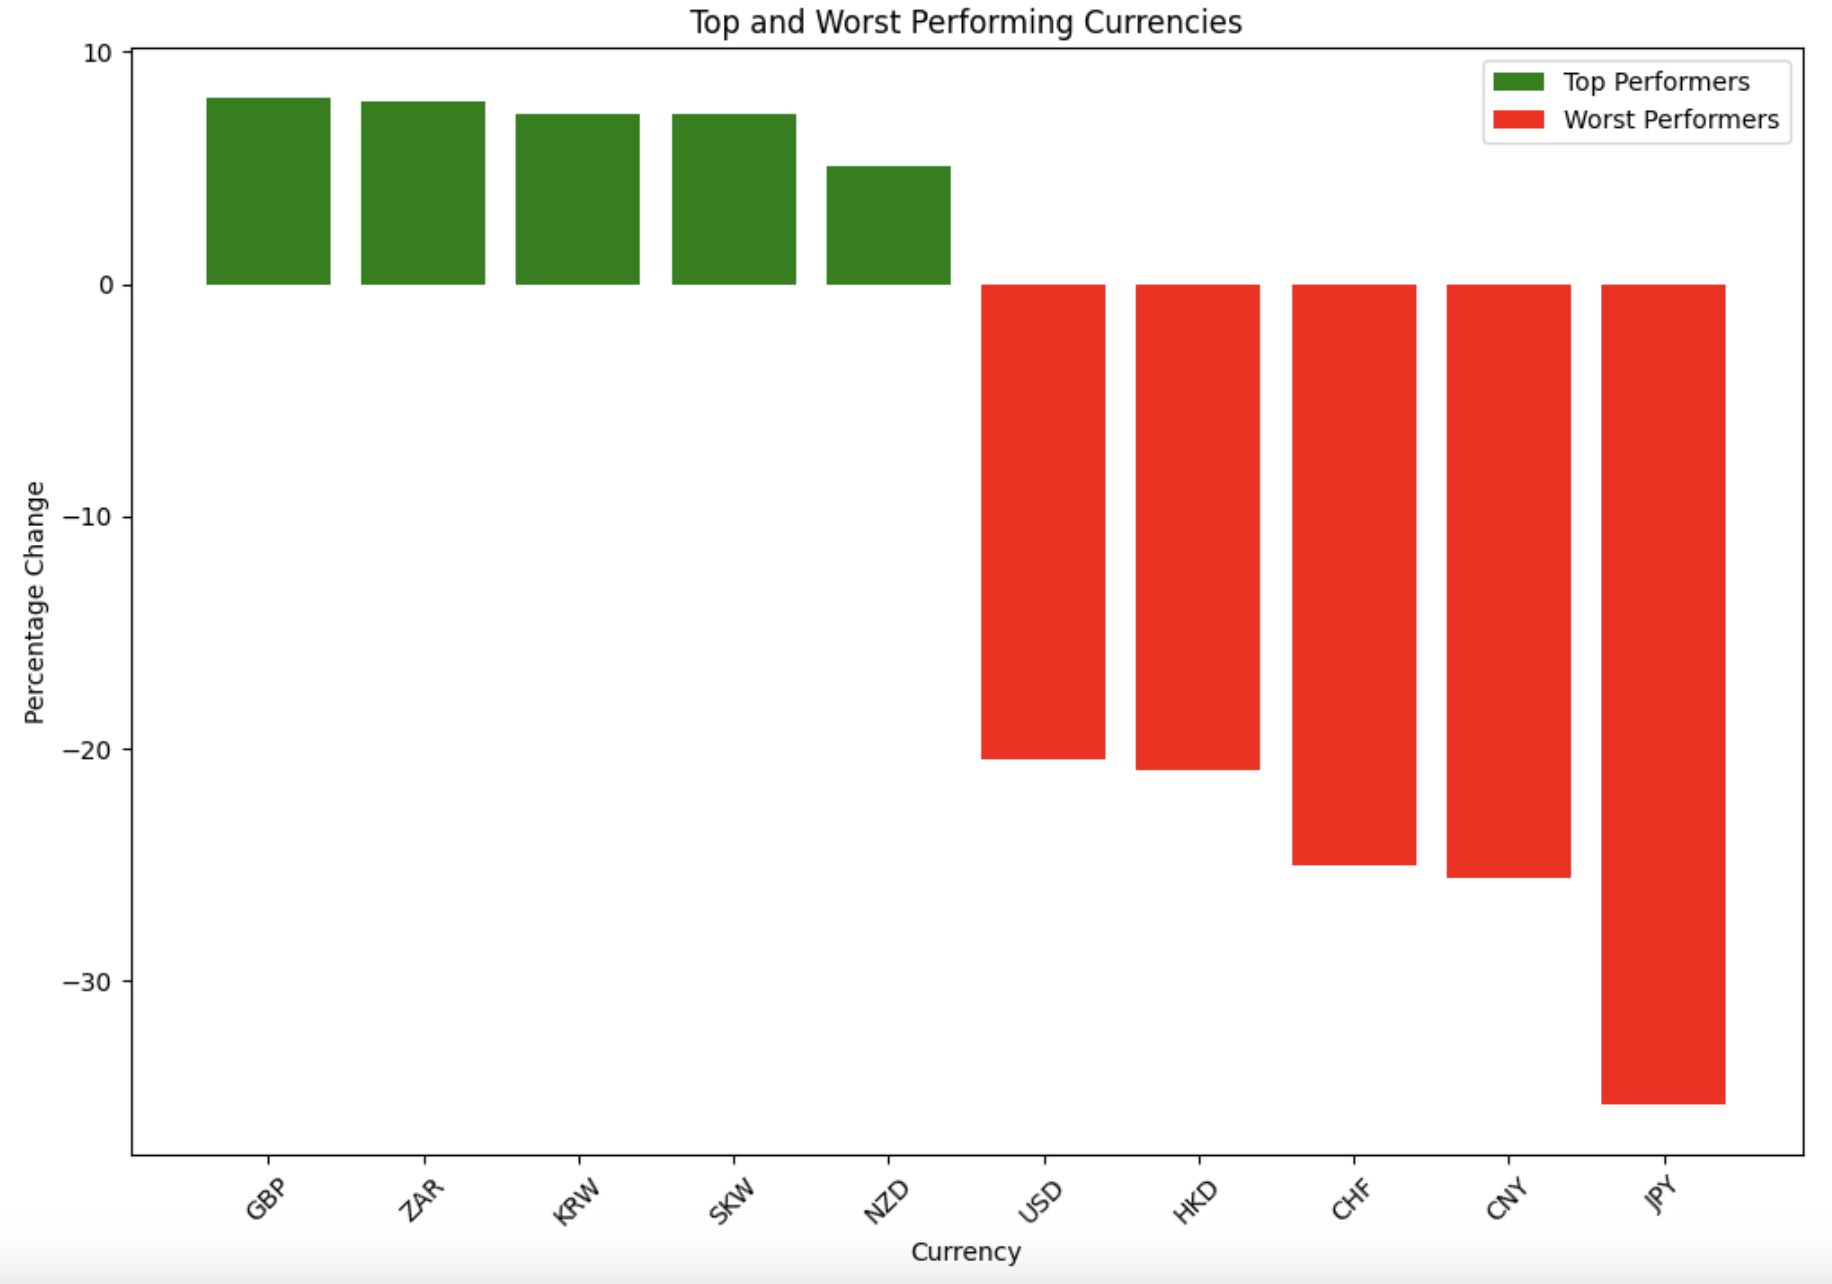 Top and Worst Performing Currencies
Top Performers
Worst Performers
10
0
−10
−20
−30
Percentage Change
GBP
ZAR
KRW
SKW
NZD
USD
HKD
CHF
CNY
JPY
Currency